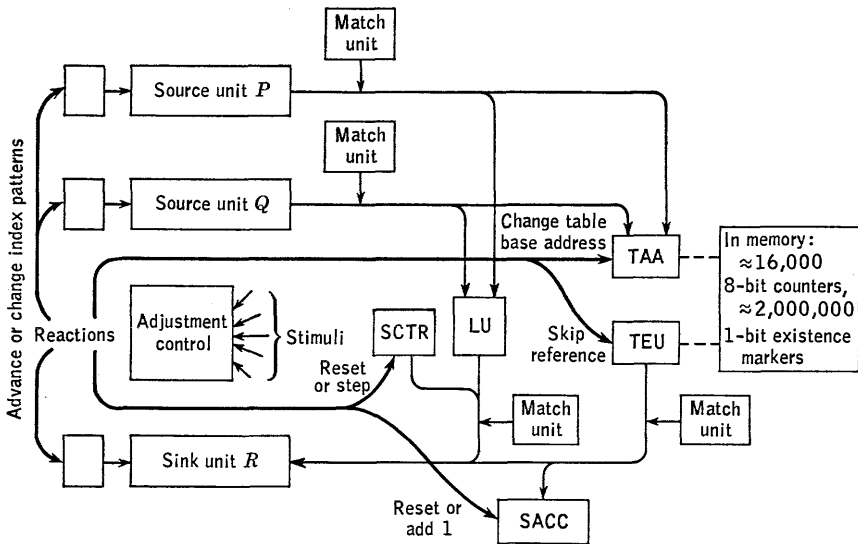 Match
unit
Source unit P
Match
unit
Source unit Q
Advance or change index patterns
Change table
base address
TAA
In memory:
≈16,000
8-bit counters,
≈2,000,000
1-bit existence
markers
Reactions
Adjustment
control
Stimuli
SCTR
LU
Skip
reference
TEU
Reset
or step
Match
unit
Match
unit
Sink unit R
Reset or
add 1
SACC